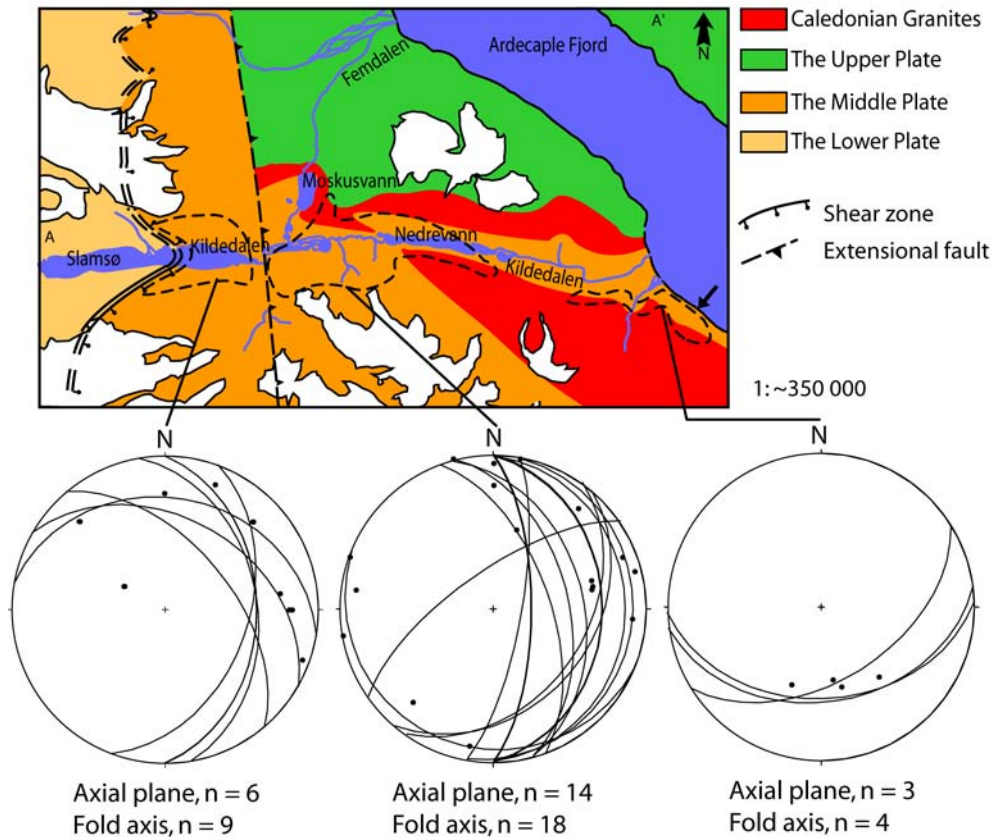 A'
N
Ardecaple Fjord
Femdalen
Moskusvann
A
Slamsø
Kildedalen
Nedrevann
Kildedalen
Caledonian Granites
The Upper Plate
The Middle Plate
The Lower Plate
Shear zone
Extensional fault
1:~350 000
N
N
N
Axial plane, n = 6
Fold axis, n = 9
Axial plane, n = 14
Fold axis, n = 18
Axial plane, n = 3
Fold axis, n = 4